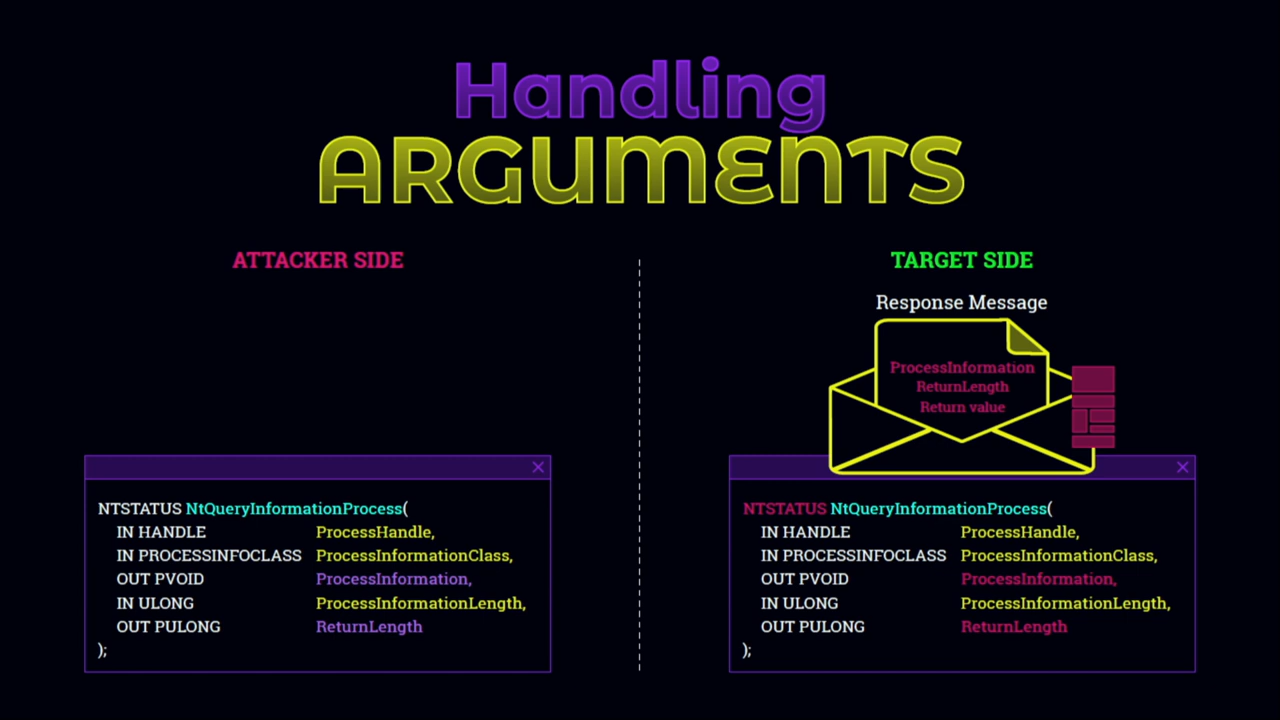 Handling
ARGUMENTS
ATTACKER SIDE
NTSTATUS NtQueryInformationProcess(
IN HANDLE ProcessHandle,
IN PROCESSINFOCLASS ProcessInformationClass,
OUT PVOID ProcessInformation,
IN ULONG ProcessInformationLength,
OUT PULONG ReturnLength
);
TARGET SIDE
Response Message
ProcessInformation
ReturnLength
Return value
NTSTATUS NtQueryInformationProcess(
IN HANDLE ProcessHandle,
IN PROCESSINFOCLASS ProcessInformationClass,
OUT PVOID ProcessInformation,
IN ULONG ProcessInformationLength,
OUT PULONG ReturnLength
);